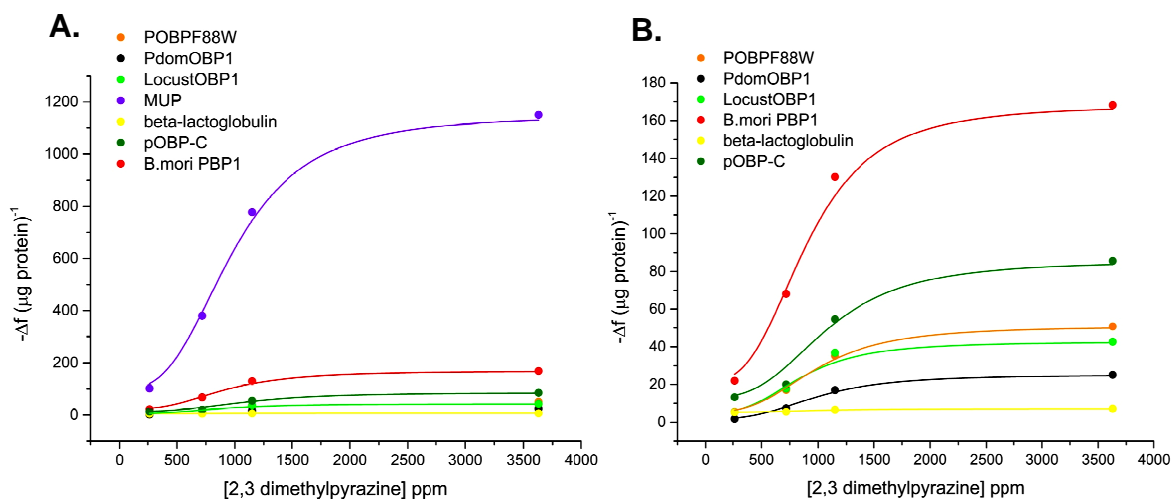 A.
POBPF88W
PdomOBP1
LocustOBP1
MUP
beta-lactoglobulin
pOBP-C
B.mori PBP1
1200
1000
800
600
400
200
0
-Δf (μg protein)⁻¹
0 500 1000 1500 2000 2500 3000 3500 4000
[2,3 dimethylpyrazine] ppm
B.
POBPF88W
PdomOBP1
LocustOBP1
B.mori PBP1
beta-lactoglobulin
pOBP-C
180
160
140
120
100
80
60
40
20
0
-Δf (μg protein)⁻¹
0 500 1000 1500 2000 2500 3000 3500 4000
[2,3 dimethylpyrazine] ppm